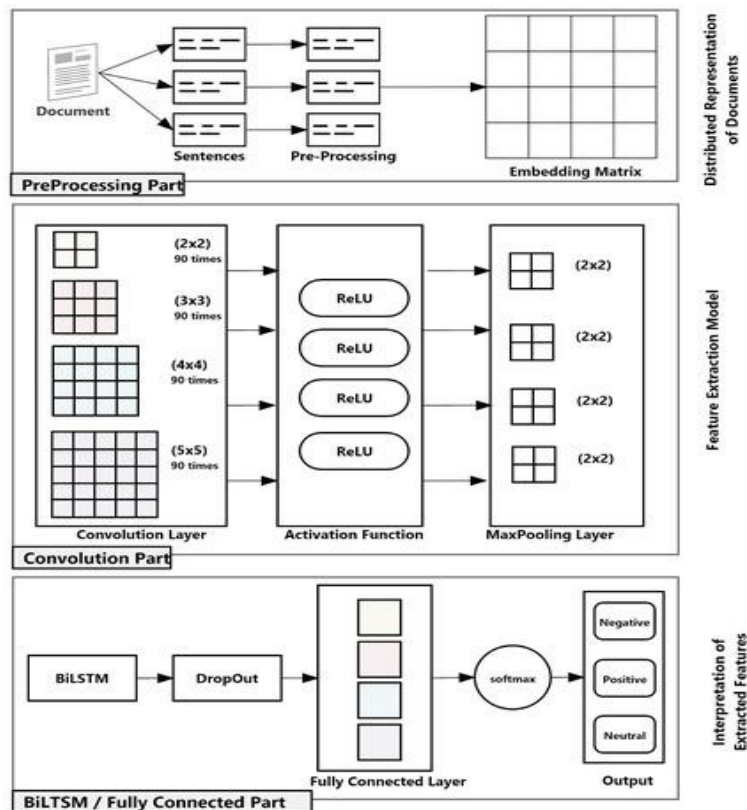 Document
Sentences
Pre-Processing
Embedding Matrix
PreProcessing Part
Distributed Representation
of Documents
(2x2)
90 times
(3x3)
90 times
(4x4)
90 times
(5x5)
90 times
Convolution Layer
ReLU
ReLU
ReLU
ReLU
Activation Function
(2x2)
(2x2)
(2x2)
(2x2)
MaxPooling Layer
Convolution Part
Feature Extraction Model
BiLSTM
DropOut
Fully Connected Layer
softmax
Negative
Positive
Neutral
Output
BiLTSM / Fully Connected Part
Interpretation of
Extracted Features